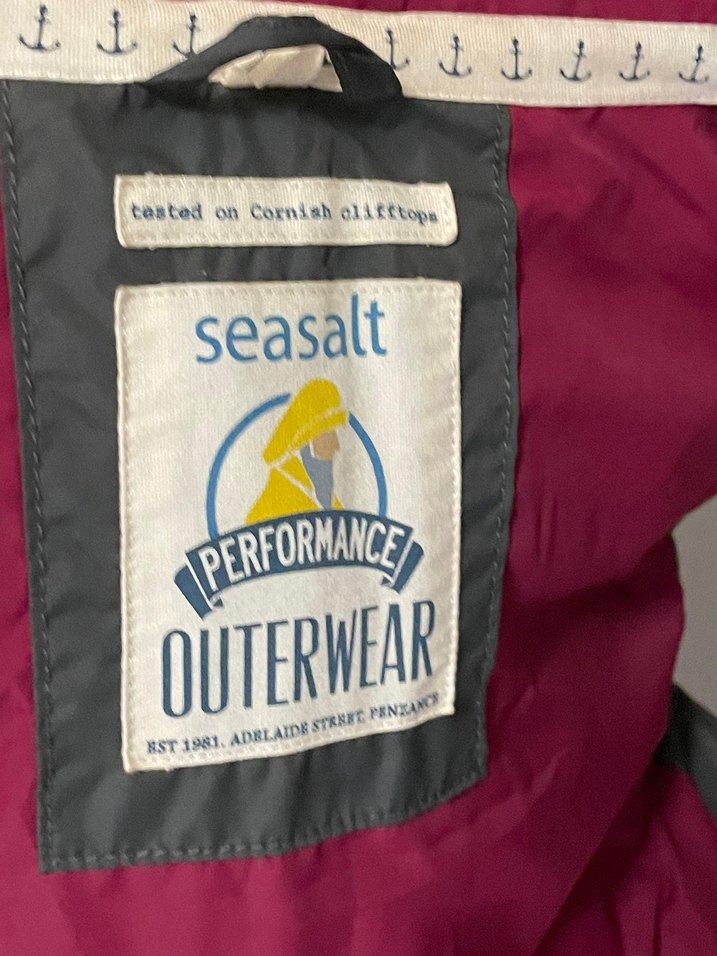 tested on Cornish clifftops
seasalt
PERFORMANCE
OUTERWEAR
EST 1981. ADELAIDE STREET, PENZANCE